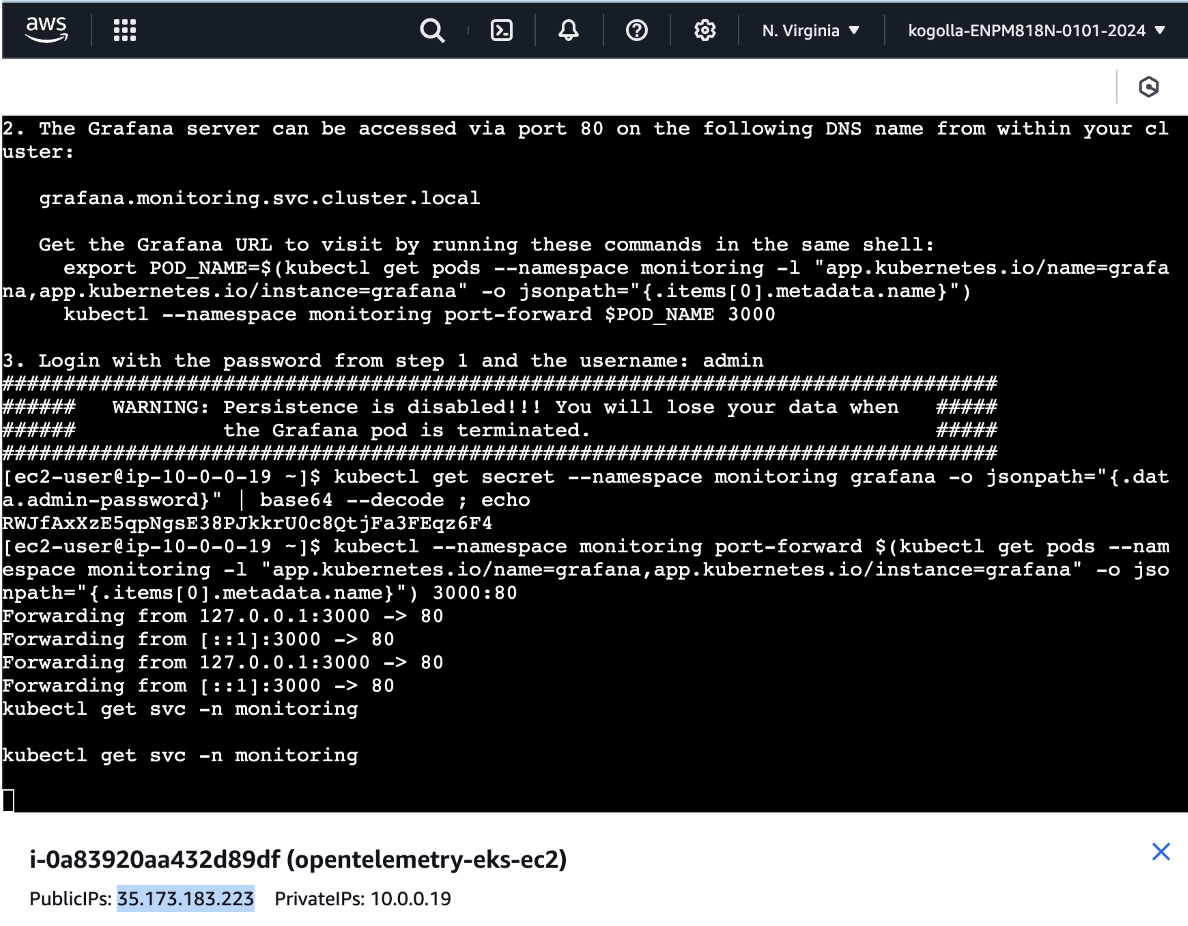 aws
N. Virginia ▼
kogolla-ENPM818N-0101-2024 ▼
2. The Grafana server can be accessed via port 80 on the following DNS name from within your cl
uster:
grafana.monitoring.svc.cluster.local
Get the Grafana URL to visit by running these commands in the same shell:
export POD_NAME=$(kubectl get pods --namespace monitoring -l "app.kubernetes.io/name=grafa
na,app.kubernetes.io/instance=grafana" -o jsonpath="{.items[0].metadata.name}")
kubectl --namespace monitoring port-forward $POD_NAME 3000
3. Login with the password from step 1 and the username: admin
#################################################################################
###### WARNING: Persistence is disabled!!! You will lose your data when #####
###### the Grafana pod is terminated. #####
#################################################################################
[ec2-user@ip-10-0-0-19 ~]$ kubectl get secret --namespace monitoring grafana -o jsonpath="{.dat
a.admin-password}" | base64 --decode ; echo
RWJfAxXzE5qpNgsE38PJkkrU0c8QtjFa3FEqz6F4
[ec2-user@ip-10-0-0-19 ~]$ kubectl --namespace monitoring port-forward $(kubectl get pods --nam
espace monitoring -l "app.kubernetes.io/name=grafana,app.kubernetes.io/instance=grafana" -o jso
npath="{.items[0].metadata.name}") 3000:80
Forwarding from 127.0.0.1:3000 -> 80
Forwarding from [::1]:3000 -> 80
Forwarding from 127.0.0.1:3000 -> 80
Forwarding from [::1]:3000 -> 80
kubectl get svc -n monitoring
kubectl get svc -n monitoring
i-0a83920aa432d89df (opentelemetry-eks-ec2)
PublicIPs: 35.173.183.223 PrivateIPs: 10.0.0.19